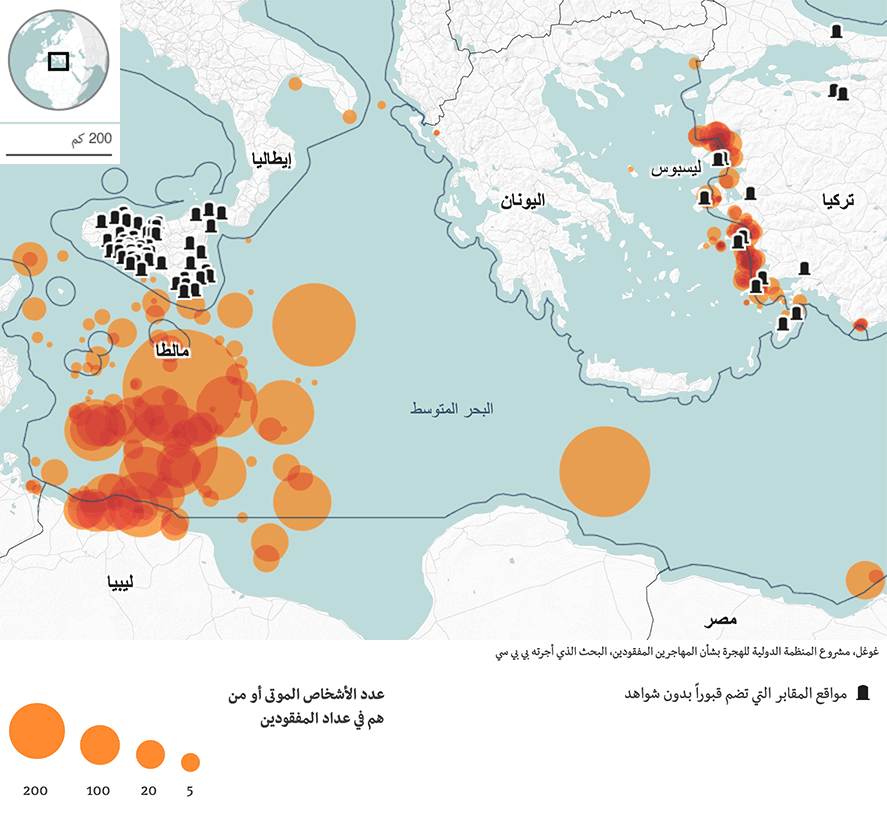 200 كم
إيطاليا
اليونان
ليسبوس
تركيا
مالطا
البحر المتوسط
ليبيا
مصر
غوغل، مشروع المنظمة الدولية للهجرة بشأن المهاجرين المفقودين، البحث الذي أجرته بي بي سي
مواقع المقابر التي تضم قبوراً بدون شواهد
عدد الأشخاص الموتى أو من
هم في عداد المفقودين
200 100 20 5